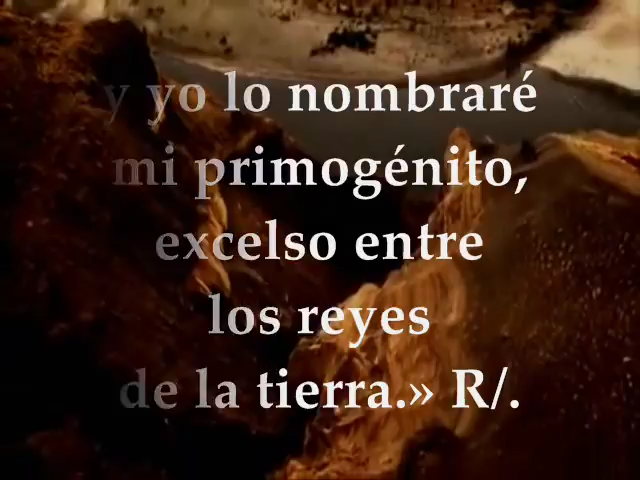 y yo lo nombraré
mi primogénito,
excelso entre
los reyes
de la tierra.» R/.